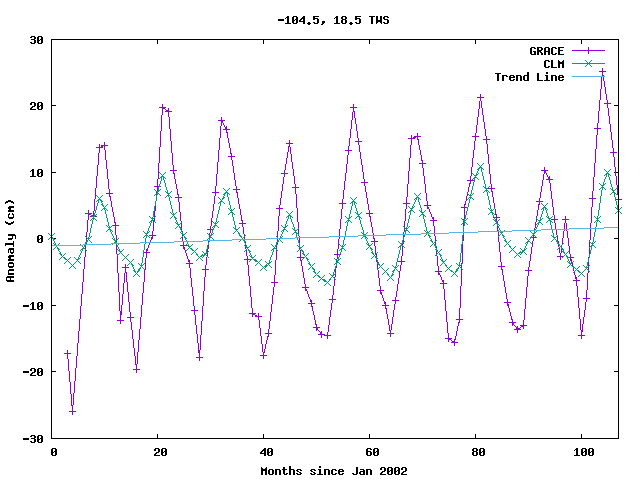 -104.5, 18.5 TWS
GRACE
CLM
Trend Line
30
20
10
0
-10
-20
-30
Anomaly (cm)
0 20 40 60 80 100
Months since Jan 2002